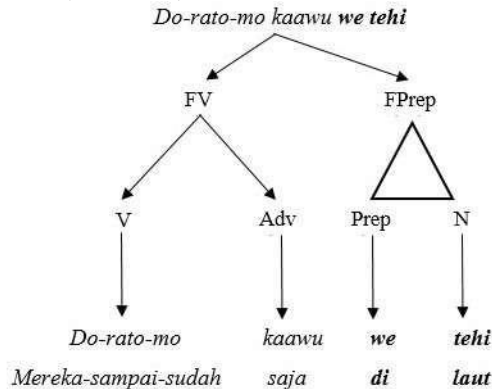 Do-rato-mo kaawu we tehi
FV FPrep
V Adv Prep N
Do-rato-mo kaawu we tehi
Mereka-sampai-sudah saja di laut